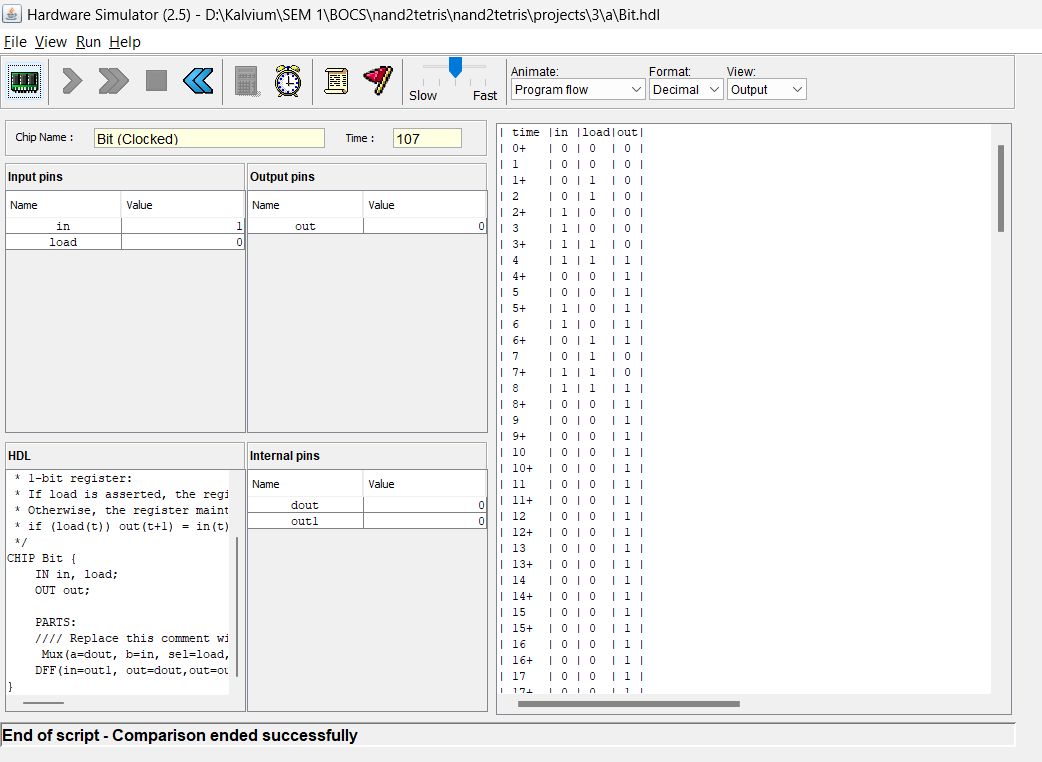 Hardware Simulator (2.5) - D:\Kalvium\SEM 1\BOCS\nand2tetris\nand2tetris\projects\3\a\Bit.hdl
File View Run Help
Slow Fast
Animate: Format: View:
Program flow Decimal Output
Chip Name : Bit (Clocked) Time : 107
Input pins
Name Value
in 1
load 0
Output pins
Name Value
out 0
HDL
* 1-bit register:
* If load is asserted, the regi
* Otherwise, the register maint
* if (load(t)) out(t+1) = in(t)
*/
CHIP Bit {
IN in, load;
OUT out;
PARTS:
//// Replace this comment wi
Mux(a=dout, b=in, sel=load,
DFF(in=out1, out=dout,out=ou
}
Internal pins
Name Value
dout 0
out1 0
| time |in |load|out|
| 0+ | 0 | 0 | 0 |
| 1 | 0 | 0 | 0 |
| 1+ | 0 | 1 | 0 |
| 2 | 0 | 1 | 0 |
| 2+ | 1 | 0 | 0 |
| 3 | 1 | 0 | 0 |
| 3+ | 1 | 1 | 0 |
| 4 | 1 | 1 | 1 |
| 4+ | 0 | 0 | 1 |
| 5 | 0 | 0 | 1 |
| 5+ | 1 | 0 | 1 |
| 6 | 1 | 0 | 1 |
| 6+ | 0 | 1 | 1 |
| 7 | 0 | 1 | 0 |
| 7+ | 1 | 1 | 0 |
| 8 | 1 | 1 | 1 |
| 8+ | 0 | 0 | 1 |
| 9 | 0 | 0 | 1 |
| 9+ | 0 | 0 | 1 |
| 10 | 0 | 0 | 1 |
| 10+ | 0 | 0 | 1 |
| 11 | 0 | 0 | 1 |
| 11+ | 0 | 0 | 1 |
| 12 | 0 | 0 | 1 |
| 12+ | 0 | 0 | 1 |
| 13 | 0 | 0 | 1 |
| 13+ | 0 | 0 | 1 |
| 14 | 0 | 0 | 1 |
| 14+ | 0 | 0 | 1 |
| 15 | 0 | 0 | 1 |
| 15+ | 0 | 0 | 1 |
| 16 | 0 | 0 | 1 |
| 16+ | 0 | 0 | 1 |
| 17 | 0 | 0 | 1 |
| 17+ | 0 | 0 | 1 |
End of script - Comparison ended successfully